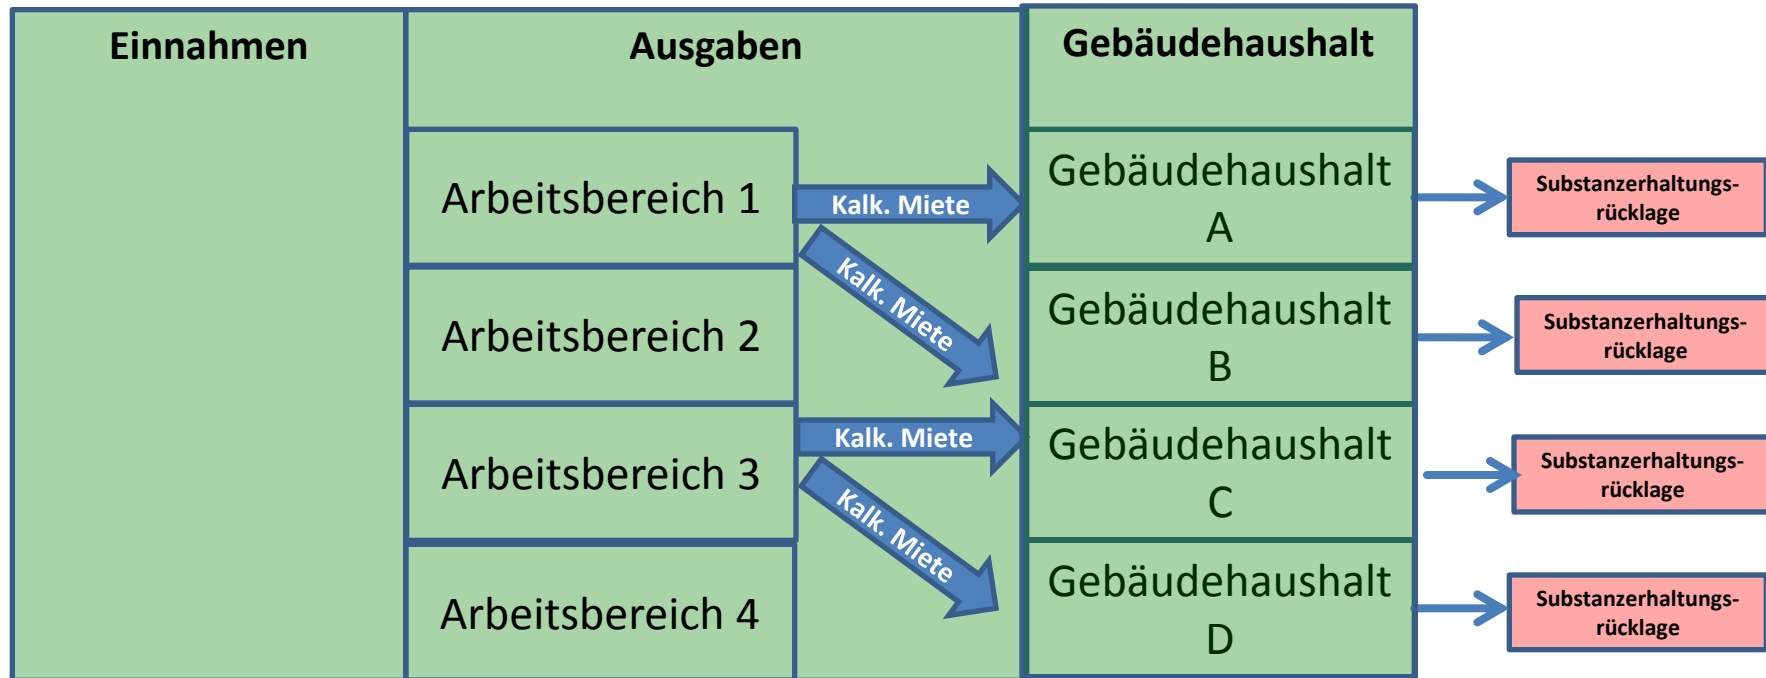 Einnahmen
Ausgaben
Gebäudehaushalt
Arbeitsbereich 1
Kalk. Miete
Gebäudehaushalt
A
Substanzerhaltungs-
rücklage
Kalk. Miete
Arbeitsbereich 2
Gebäudehaushalt
B
Substanzerhaltungs-
rücklage
Arbeitsbereich 3
Kalk. Miete
Gebäudehaushalt
C
Substanzerhaltungs-
rücklage
Kalk. Miete
Arbeitsbereich 4
Gebäudehaushalt
D
Substanzerhaltungs-
rücklage